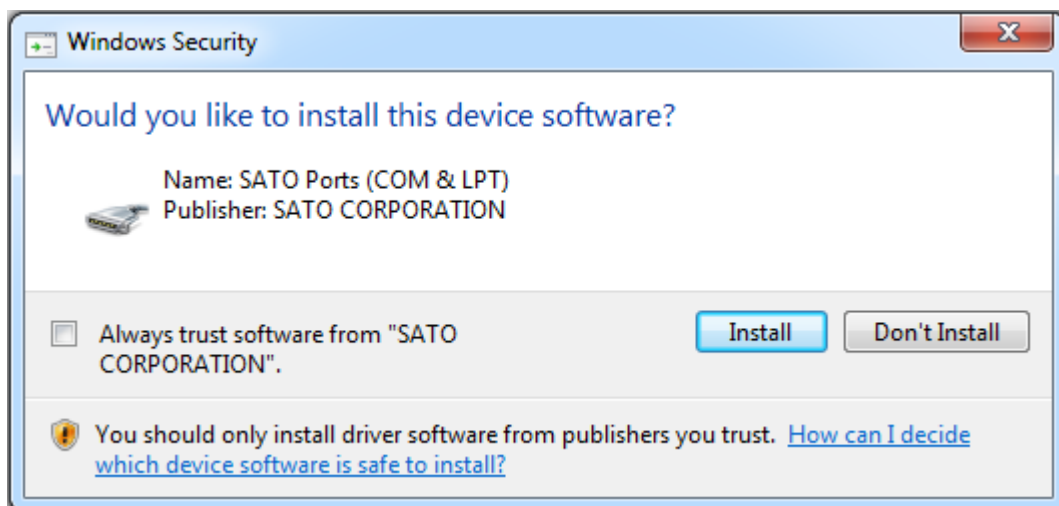 Windows Security
Would you like to install this device software?
Name: SATO Ports (COM & LPT)
Publisher: SATO CORPORATION
Always trust software from "SATO
CORPORATION".
Install
Don't Install
You should only install driver software from publishers you trust. How can I decide
which device software is safe to install?